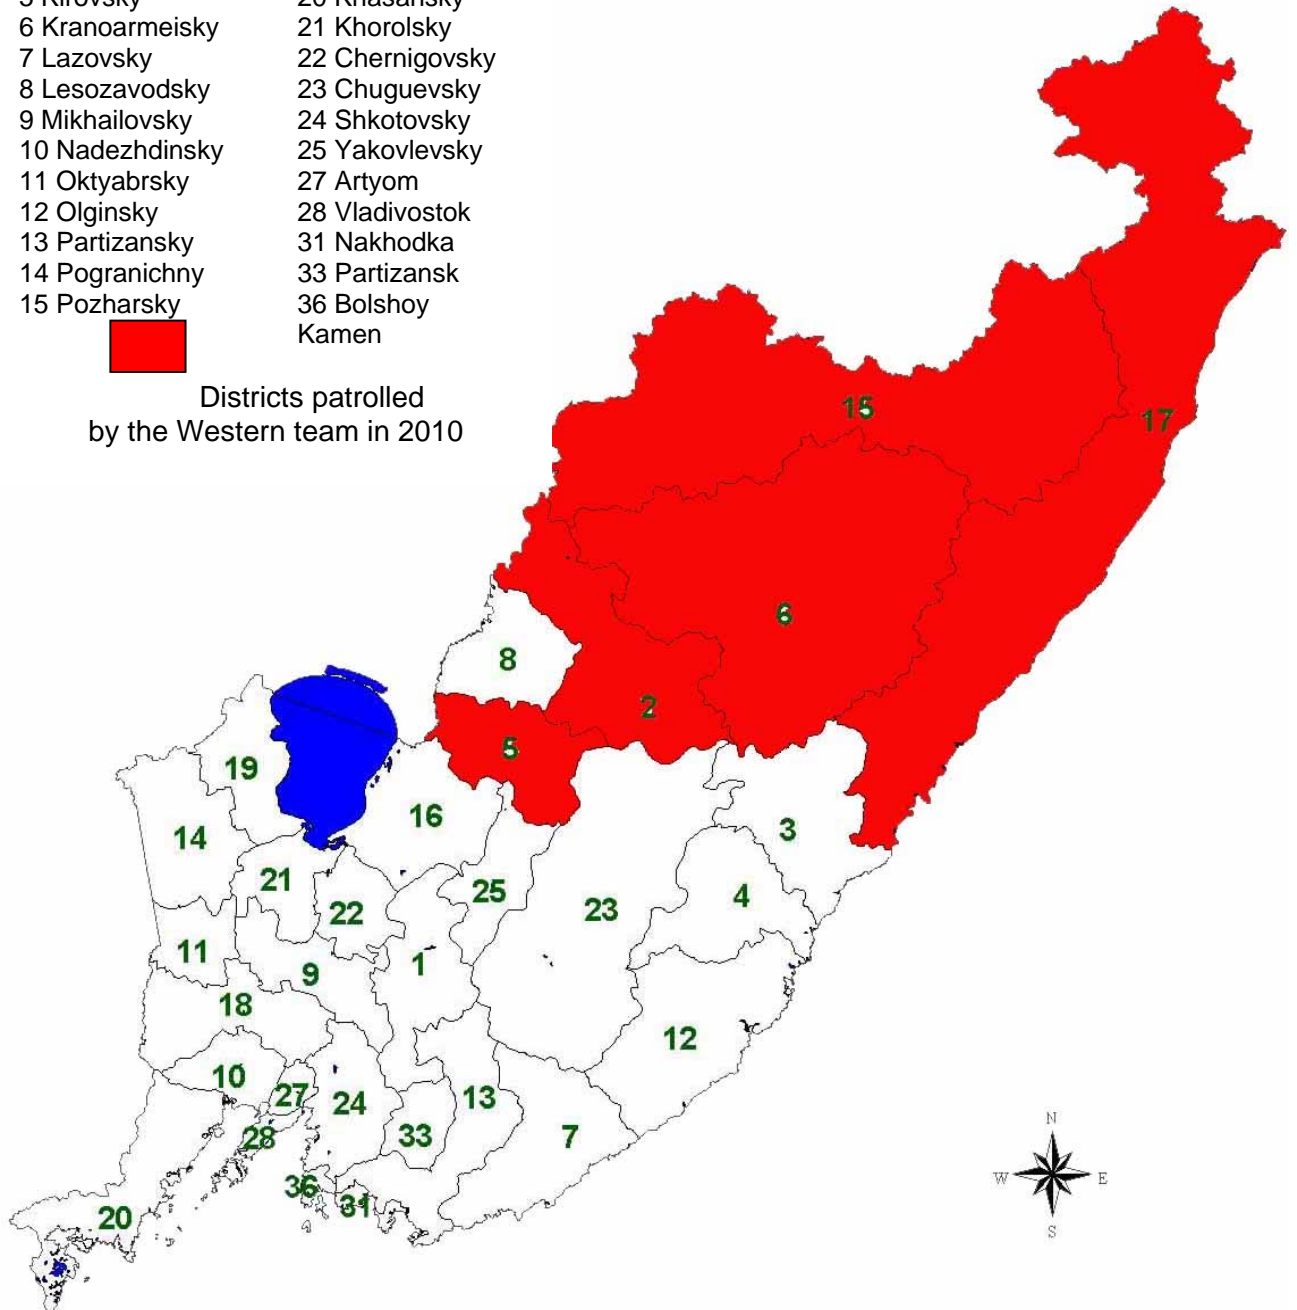 5 Kirovsky
6 Kranoarmeisky
7 Lazovsky
8 Lesozavodsky
9 Mikhailovsky
10 Nadezhdinsky
11 Oktyabrsky
12 Olginsky
13 Partizansky
14 Pogranichny
15 Pozharsky
20 Khasansky
21 Khorolsky
22 Chernigovsky
23 Chuguevsky
24 Shkotovsky
25 Yakovlevsky
27 Artyom
28 Vladivostok
31 Nakhodka
33 Partizansk
36 Bolshoy
Kamen
Districts patrolled
by the Western team in 2010
15
17
6
8
2
5
19
16
14
3
21
25
4
22
23
11
9
1
18
12
10
27
24
13
33
28
7
36
31
20
N
W
E
S